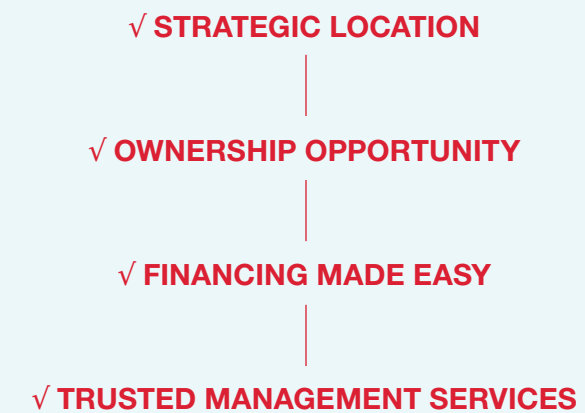 √ STRATEGIC LOCATION
√ OWNERSHIP OPPORTUNITY
√ FINANCING MADE EASY
√ TRUSTED MANAGEMENT SERVICES